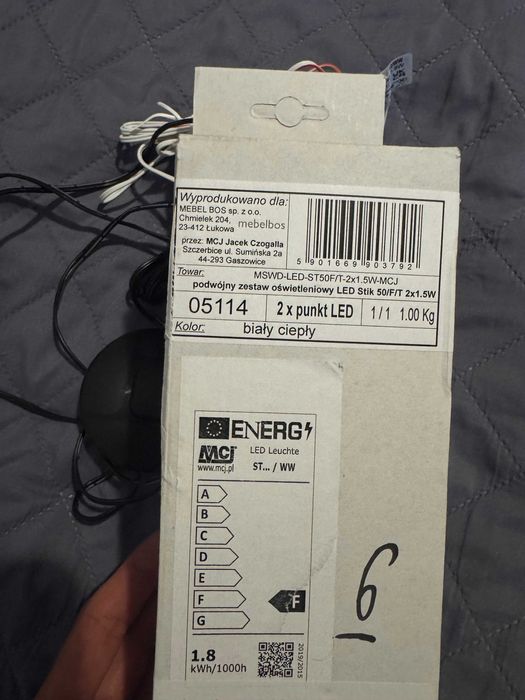 Wyprodukowano dla:
MEBEL BOS sp. z o.o.
Chmielek 204, mebelbos
23-412 Łukowa
przez: MCJ Jacek Czogalla
Szczerbice ul. Sumińska 2a
44-293 Gaszowice
5901469903792
Towar: MSWD-LED-ST50F/T-2x1.5W-MCJ
podwójny zestaw oświetleniowy LED Stik 50/F/T 2x1.5W
05114 2 x punkt LED 1/1 1.00 Kg
Kolor: biały ciepły
ENERG
MCJ LED Leuchte
www.mcj.pl ST... / WW
A
B
C
D
E
F F
G
1.8
kWh/1000h
2019/2015
6